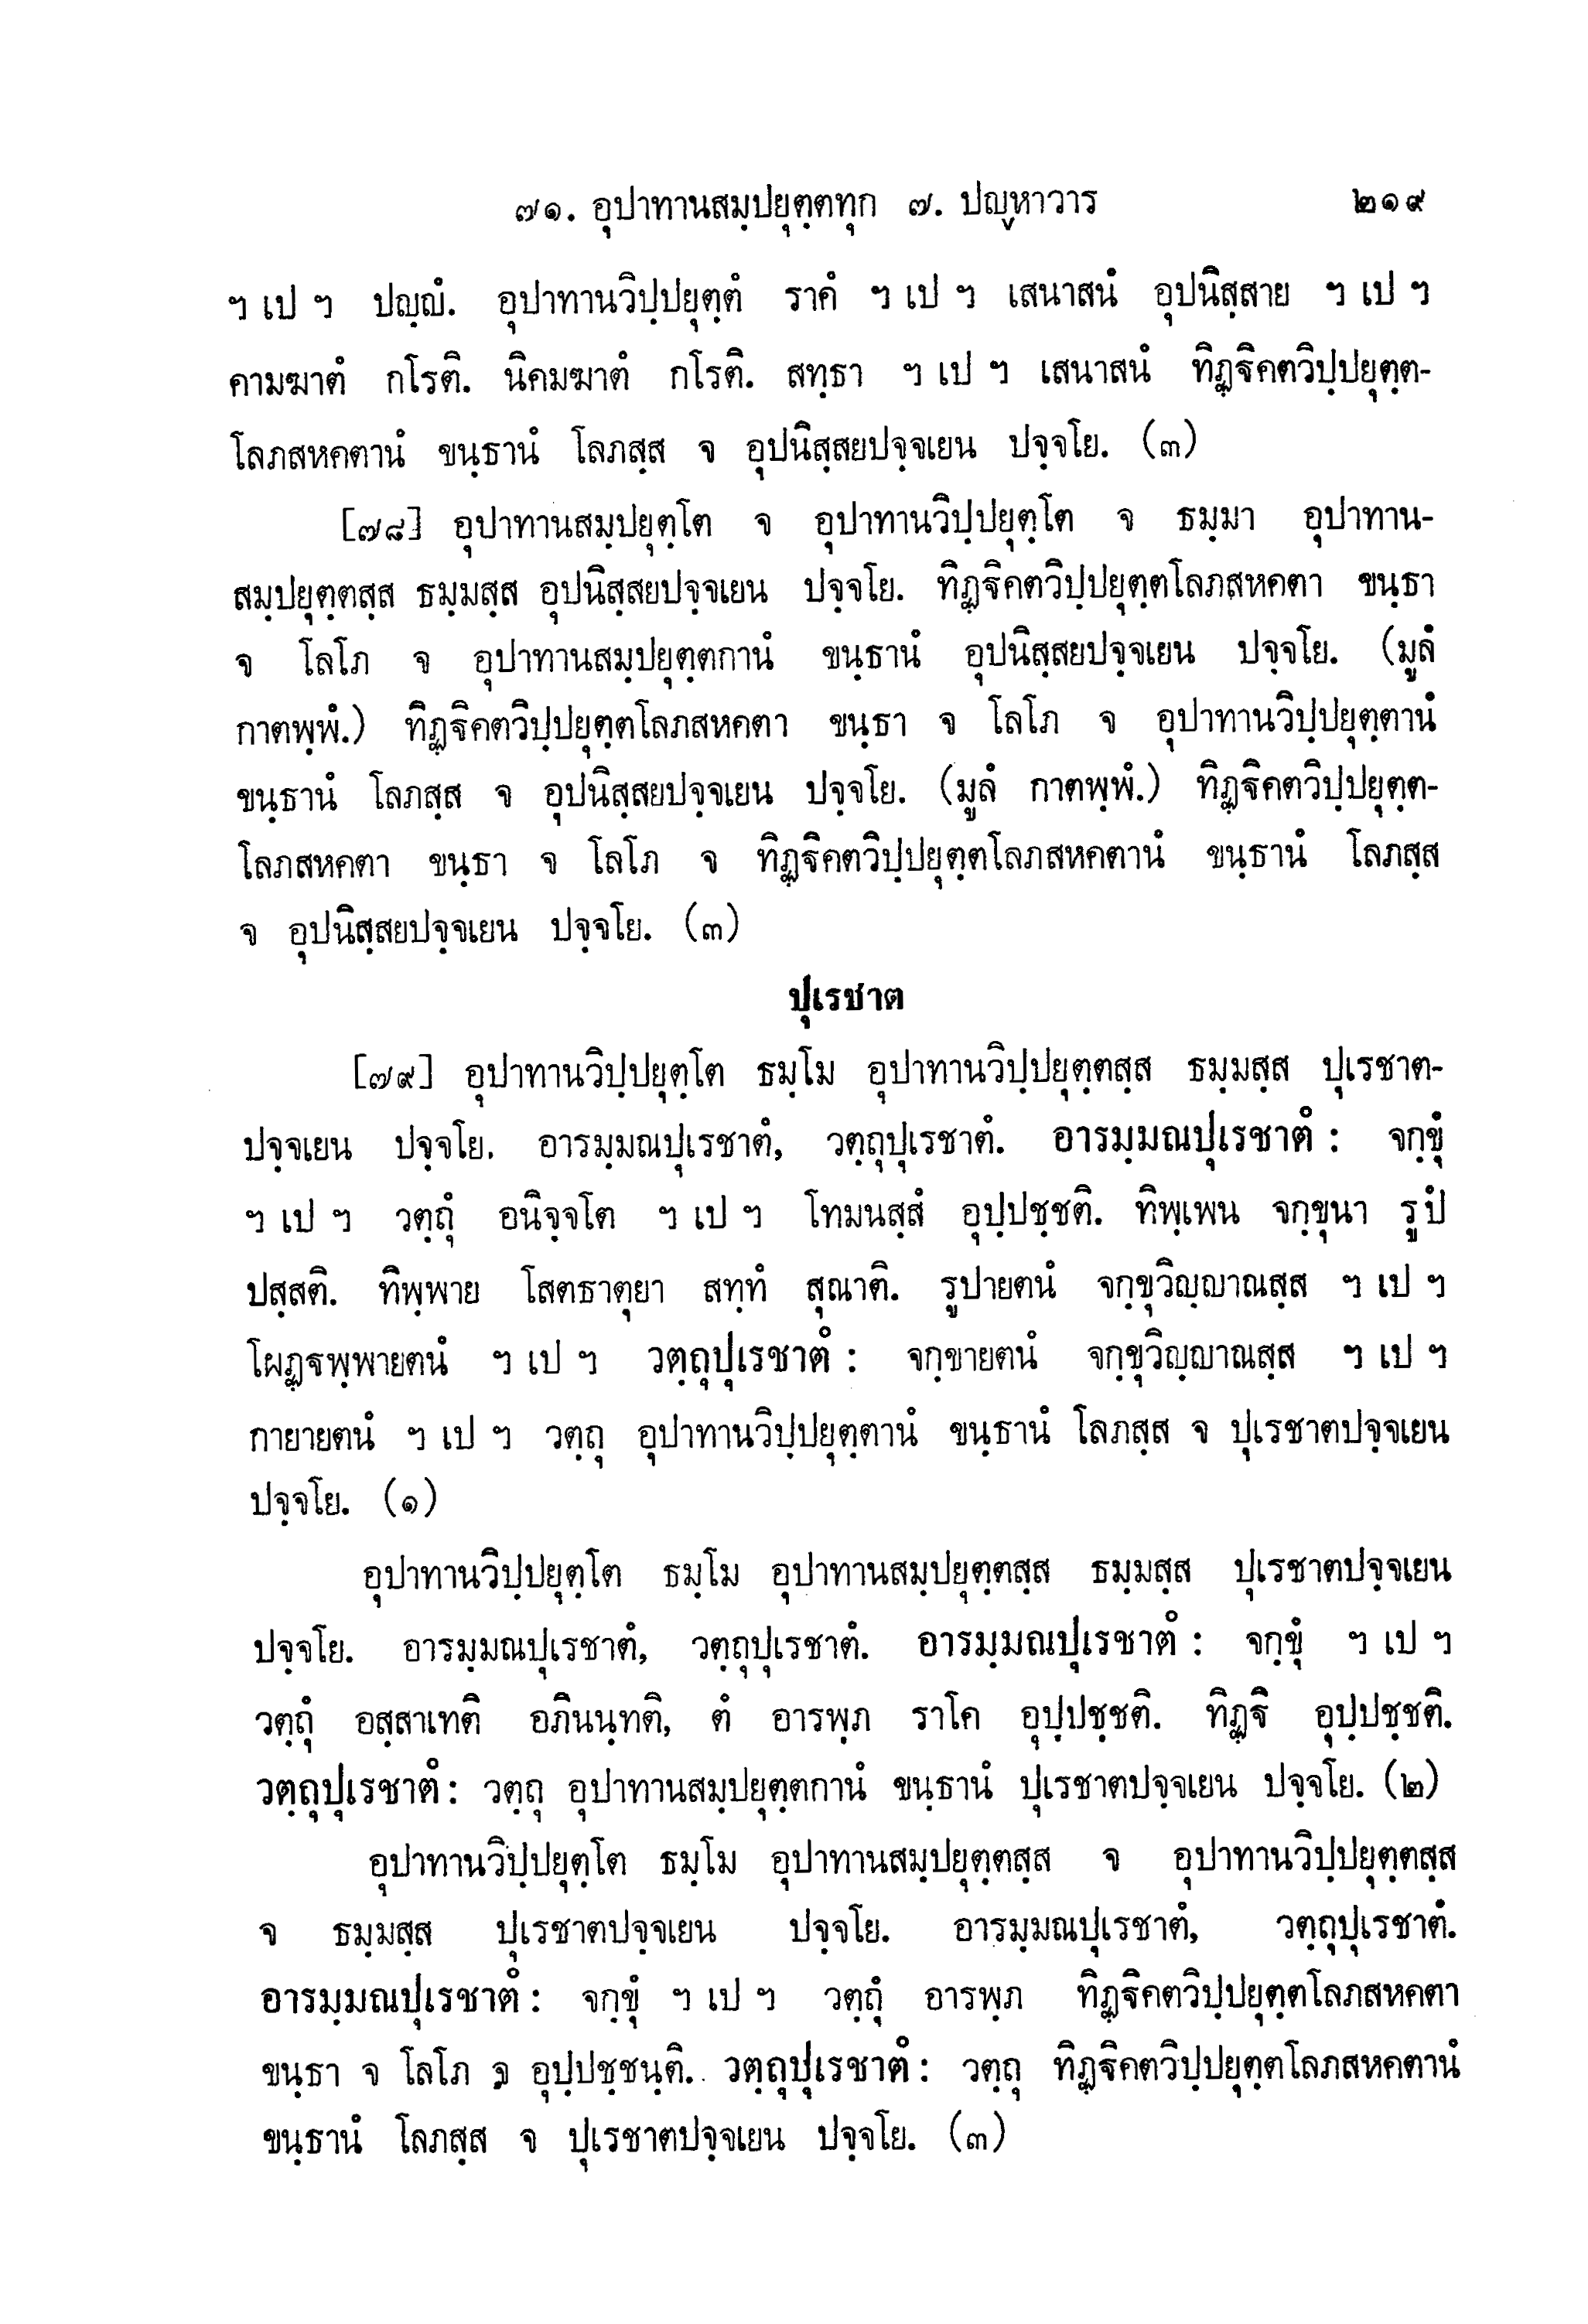 ๗๑. อุปาทานสมฺปยุตฺตทุก ๗. ปญฺหาวาร ๒๑๙
ฯ เป ฯ ปญฺญํ. อุปาทานวิปฺปยุตฺตํ ราคํ ฯ เป ฯ เสนาสนํ อุปนิสฺสาย ฯ เป ฯ
คามฆาตํ กโรติ. นิคมฆาตํ กโรติ. สทฺธา ฯ เป ฯ เสนาสนํ ทิฏฺฐิคตวิปฺปยุตฺต-
โลภสหคตานํ ขนฺธานํ โลภสฺส จ อุปนิสฺสยปจฺจเยน ปจฺจโย. (๓)
[๗๘] อุปาทานสมฺปยุตฺโต จ อุปาทานวิปฺปยุตฺโต จ ธมฺมา อุปาทาน-
สมฺปยุตฺตสฺส ธมฺมสฺส อุปนิสฺสยปจฺจเยน ปจฺจโย. ทิฏฺฐิคตวิปฺปยุตฺตโลภสหคตา ขนฺธา
จ โลโภ จ อุปาทานสมฺปยุตฺตกานํ ขนฺธานํ อุปนิสฺสยปจฺจเยน ปจฺจโย. (มูลํ
กาตพฺพํ.) ทิฏฺฐิคตวิปฺปยุตฺตโลภสหคตา ขนฺธา จ โลโภ จ อุปาทานวิปฺปยุตฺตานํ
ขนฺธานํ โลภสฺส จ อุปนิสฺสยปจฺจเยน ปจฺจโย. (มูลํ กาตพฺพํ.) ทิฏฺฐิคตวิปฺปยุตฺต-
โลภสหคตา ขนฺธา จ โลโภ จ ทิฏฺฐิคตวิปฺปยุตฺตโลภสหคตานํ ขนฺธานํ โลภสฺส
จ อุปนิสฺสยปจฺจเยน ปจฺจโย. (๓)
ปุเรชาต
[๗๙] อุปาทานวิปฺปยุตฺโต ธมฺโม อุปาทานวิปฺปยุตฺตสฺส ธมฺมสฺส ปุเรชาต-
ปจฺจเยน ปจฺจโย. อารมฺมณปุเรชาตํ, วตฺถุปุเรชาตํ. อารมฺมณปุเรชาตํ : จกฺขุํ
ฯ เป ฯ วตฺถุํ อนิจฺจโต ฯ เป ฯ โทมนสฺสํ อุปฺปชฺชติ. ทิพฺเพน จกฺขุนา รูปํ
ปสฺสติ. ทิพฺพาย โสตธาตุยา สทฺทํ สุณาติ. รูปายตนํ จกฺขุวิญฺญาณสฺส ฯ เป ฯ
โผฏฺฐพฺพายตนํ ฯ เป ฯ วตฺถุปุเรชาตํ : จกฺขายตนํ จกฺขุวิญฺญาณสฺส ฯ เป ฯ
กายายตนํ ฯ เป ฯ วตฺถุ อุปาทานวิปฺปยุตฺตานํ ขนฺธานํ โลภสฺส จ ปุเรชาตปจฺจเยน
ปจฺจโย. (๑)
อุปาทานวิปฺปยุตฺโต ธมฺโม อุปาทานสมฺปยุตฺตสฺส ธมฺมสฺส ปุเรชาตปจฺจเยน
ปจฺจโย. อารมฺมณปุเรชาตํ, วตฺถุปุเรชาตํ. อารมฺมณปุเรชาตํ : จกฺขุํ ฯ เป ฯ
วตฺถุํ อสฺสาเทติ อภินนฺทติ, ตํ อารพฺภ ราโค อุปฺปชฺชติ. ทิฏฺฐิ อุปฺปชฺชติ.
วตฺถุปุเรชาตํ : วตฺถุ อุปาทานสมฺปยุตฺตกานํ ขนฺธานํ ปุเรชาตปจฺจเยน ปจฺจโย. (๒)
อุปาทานวิปฺปยุตฺโต ธมฺโม อุปาทานสมฺปยุตฺตสฺส จ อุปาทานวิปฺปยุตฺตสฺส
จ ธมฺมสฺส ปุเรชาตปจฺจเยน ปจฺจโย. อารมฺมณปุเรชาตํ, วตฺถุปุเรชาตํ.
อารมฺมณปุเรชาตํ : จกฺขุํ ฯ เป ฯ วตฺถุํ อารพฺภ ทิฏฺฐิคตวิปฺปยุตฺตโลภสหคตา
ขนฺธา จ โลโภ จ อุปฺปชฺชนฺติ. วตฺถุปุเรชาตํ : วตฺถุ ทิฏฺฐิคตวิปฺปยุตฺตโลภสหคตานํ
ขนฺธานํ โลภสฺส จ ปุเรชาตปจฺจเยน ปจฺจโย. (๓)